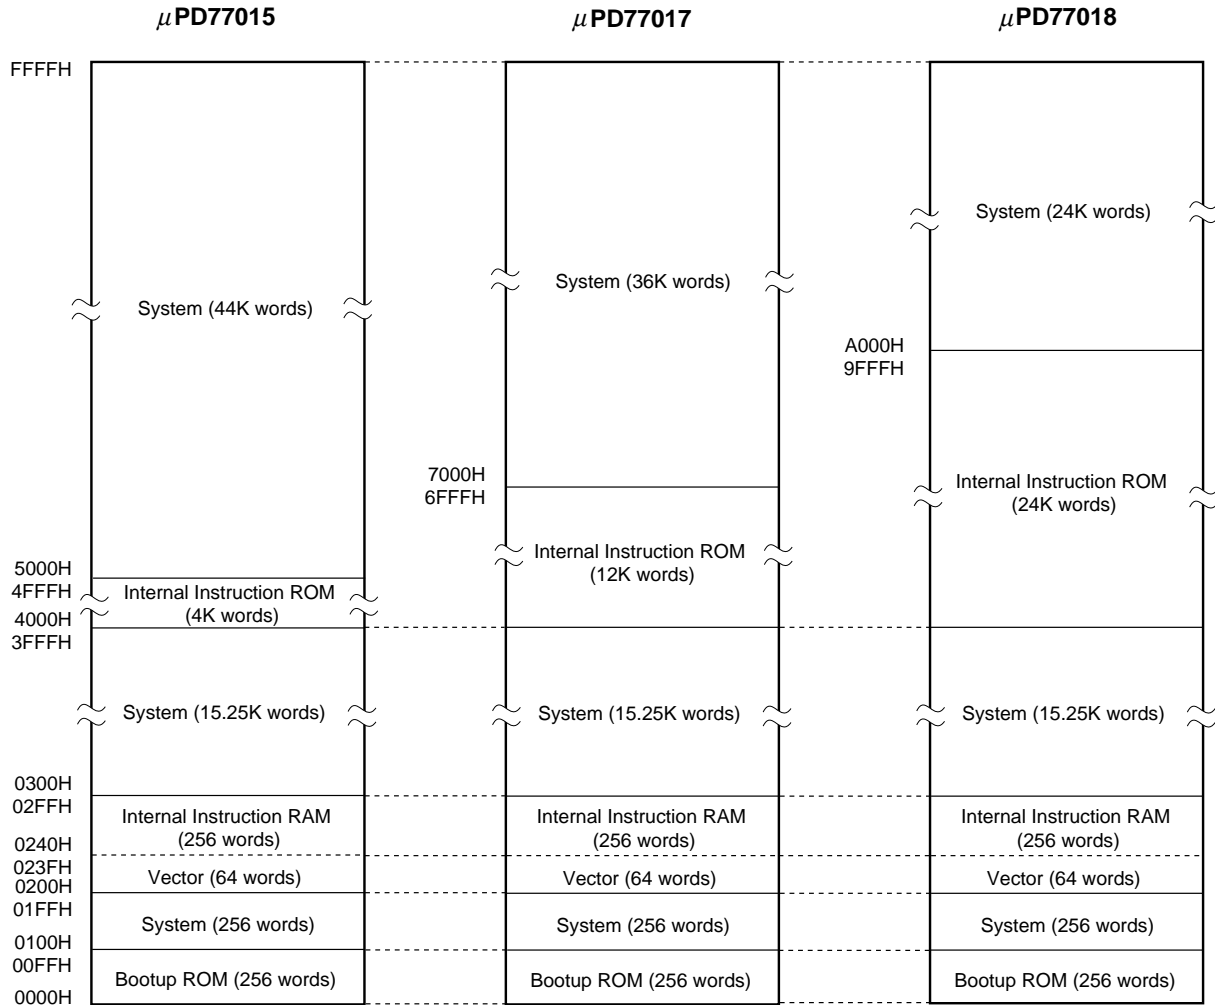 μPD77015
μPD77017
μPD77018
FFFFH
System (24K words)
System (36K words)
System (44K words)
A000H
9FFFH
7000H
6FFFH
Internal Instruction ROM
(24K words)
Internal Instruction ROM
(12K words)
5000H
4FFFH
4000H
3FFFH
Internal Instruction ROM
(4K words)
System (15.25K words)
System (15.25K words)
System (15.25K words)
0300H
02FFH
Internal Instruction RAM
(256 words)
Internal Instruction RAM
(256 words)
Internal Instruction RAM
(256 words)
0240H
023FH
Vector (64 words)
Vector (64 words)
Vector (64 words)
0200H
01FFH
System (256 words)
System (256 words)
System (256 words)
0100H
00FFH
Bootup ROM (256 words)
Bootup ROM (256 words)
Bootup ROM (256 words)
0000H